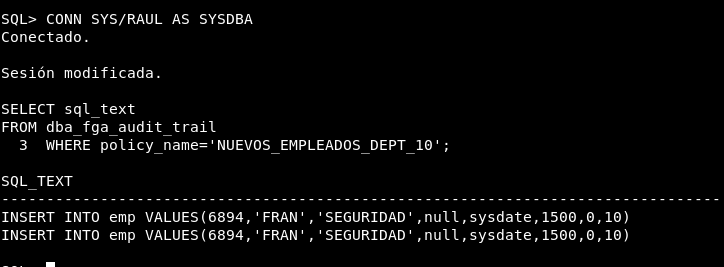 SQL> CONN SYS/RAUL AS SYSDBA
Conectado.
Sesión modificada.
SELECT sql_text
FROM dba_fga_audit_trail
3 WHERE policy_name='NUEVOS_EMPLEADOS_DEPT_10';
SQL_TEXT
--------------------------------------------------------------------------------
INSERT INTO emp VALUES(6894,'FRAN','SEGURIDAD',null,sysdate,1500,0,10)
INSERT INTO emp VALUES(6894,'FRAN','SEGURIDAD',null,sysdate,1500,0,10)